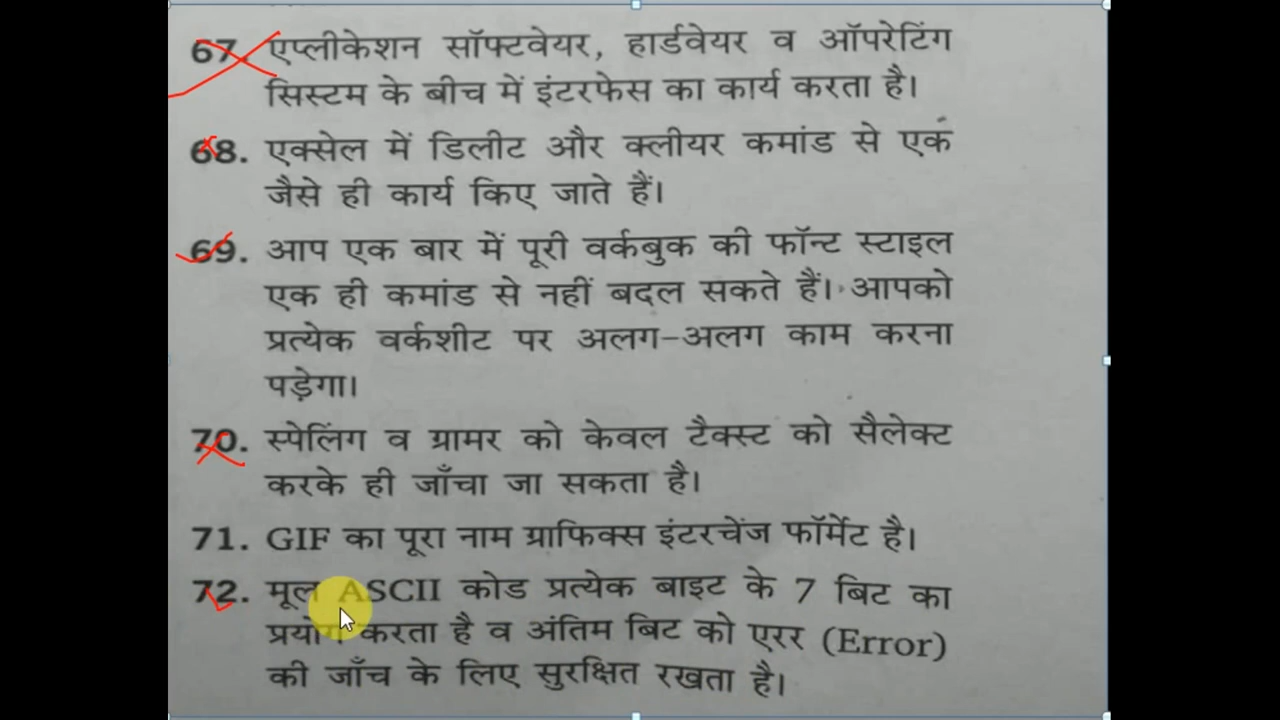 67. एप्लीकेशन सॉफ्टवेयर, हार्डवेयर व ऑपरेटिंग
सिस्टम के बीच में इंटरफेस का कार्य करता है।
68. एक्सेल में डिलीट और क्लीयर कमांड से एक
जैसे ही कार्य किए जाते हैं।
69. आप एक बार में पूरी वर्कबुक की फॉन्ट स्टाइल
एक ही कमांड से नहीं बदल सकते हैं। आपको
प्रत्येक वर्कशीट पर अलग-अलग काम करना
पड़ेगा।
70. स्पेलिंग व ग्रामर को केवल टैक्स्ट को सैलेक्ट
करके ही जाँचा जा सकता है।
71. GIF का पूरा नाम ग्राफिक्स इंटरचेंज फॉर्मेट है।
72. मूल ASCII कोड प्रत्येक बाइट के 7 बिट का
प्रयोग करता है व अंतिम बिट को एरर (Error)
की जाँच के लिए सुरक्षित रखता है।